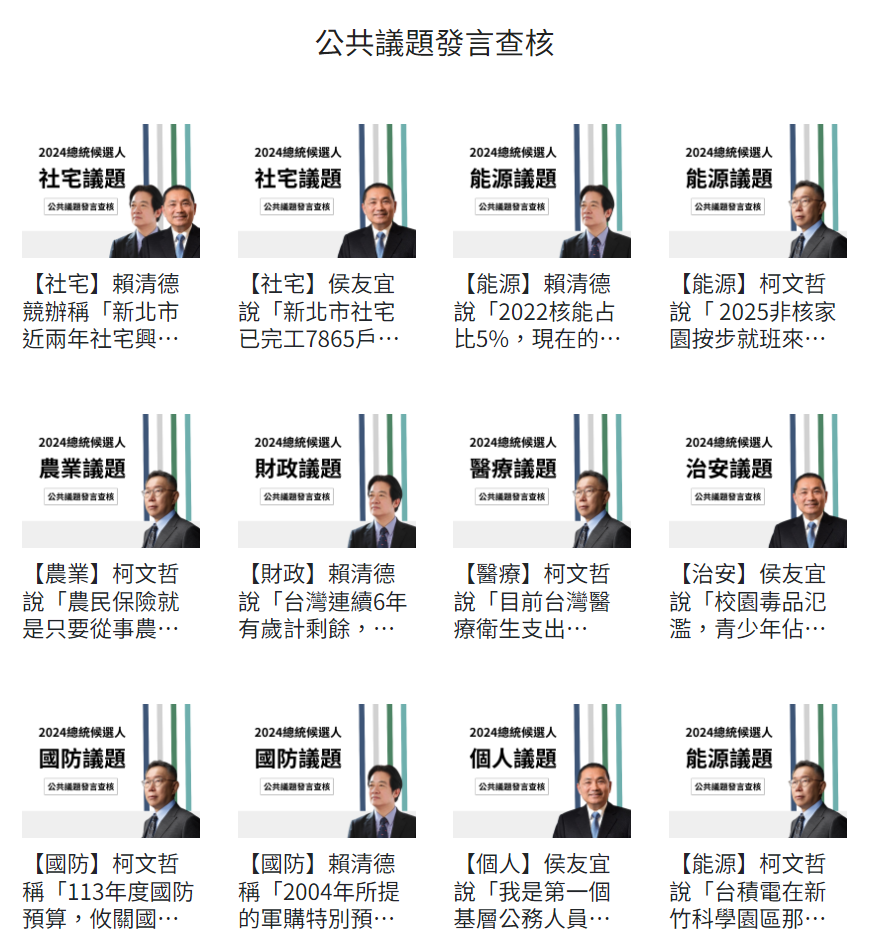 公共議題發言查核
2024總統候選人
社宅議題
公共議題發言查核
【社宅】賴清德
競辦稱「新北市
近兩年社宅興…
2024總統候選人
社宅議題
公共議題發言查核
【社宅】侯友宜
說「新北市社宅
已完工7865戶…
2024總統候選人
能源議題
公共議題發言查核
【能源】賴清德
說「2022核能占
比5%，現在的…
2024總統候選人
能源議題
公共議題發言查核
【能源】柯文哲
說「 2025非核家
園按步就班來…
2024總統候選人
農業議題
公共議題發言查核
【農業】柯文哲
說「農民保險就
是只要從事農…
2024總統候選人
財政議題
公共議題發言查核
【財政】賴清德
說「台灣連續6年
有歲計剩餘，…
2024總統候選人
醫療議題
公共議題發言查核
【醫療】柯文哲
說「目前台灣醫
療衛生支出…
2024總統候選人
治安議題
公共議題發言查核
【治安】侯友宜
說「校園毒品氾
濫，青少年佔…
2024總統候選人
國防議題
公共議題發言查核
【國防】柯文哲
稱「113年度國防
預算，攸關國…
2024總統候選人
國防議題
公共議題發言查核
【國防】賴清德
稱「2004年所提
的軍購特別預…
2024總統候選人
個人議題
公共議題發言查核
【個人】侯友宜
說「我是第一個
基層公務人員…
2024總統候選人
能源議題
公共議題發言查核
【能源】柯文哲
說「台積電在新
竹科學園區那…